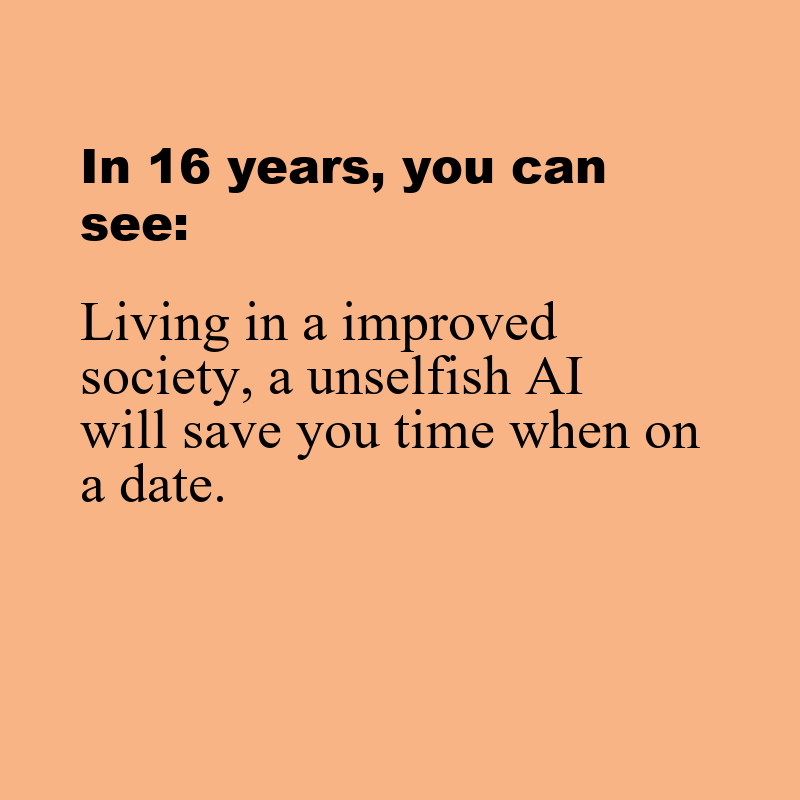 In 16 years, you can
see:
Living in a improved
society, a unselfish AI
will save you time when on
a date.